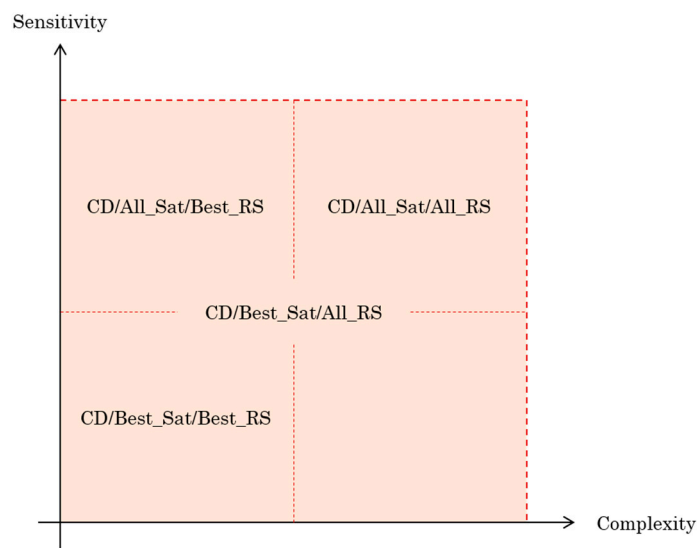 Sensitivity
CD/All_Sat/Best_RS
CD/All_Sat/All_RS
CD/Best_Sat/All_RS
CD/Best_Sat/Best_RS
Complexity